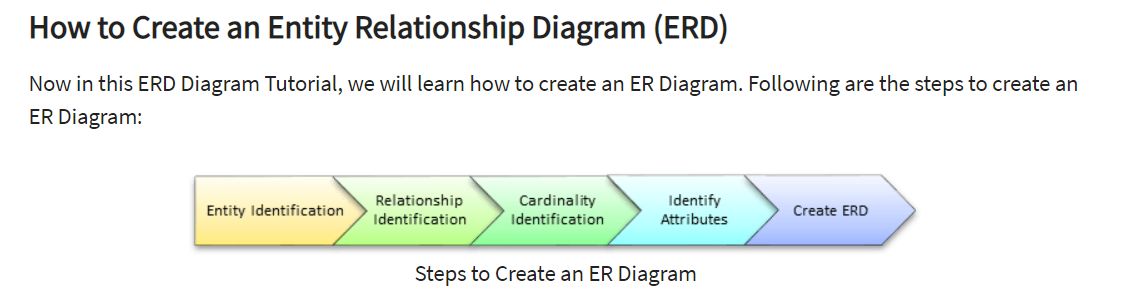 How to Create an Entity Relationship Diagram (ERD)
Now in this ERD Diagram Tutorial, we will learn how to create an ER Diagram. Following are the steps to create an
ER Diagram:
Entity Identification
Relationship
Identification
Cardinality
Identification
Identify
Attributes
Create ERD
Steps to Create an ER Diagram